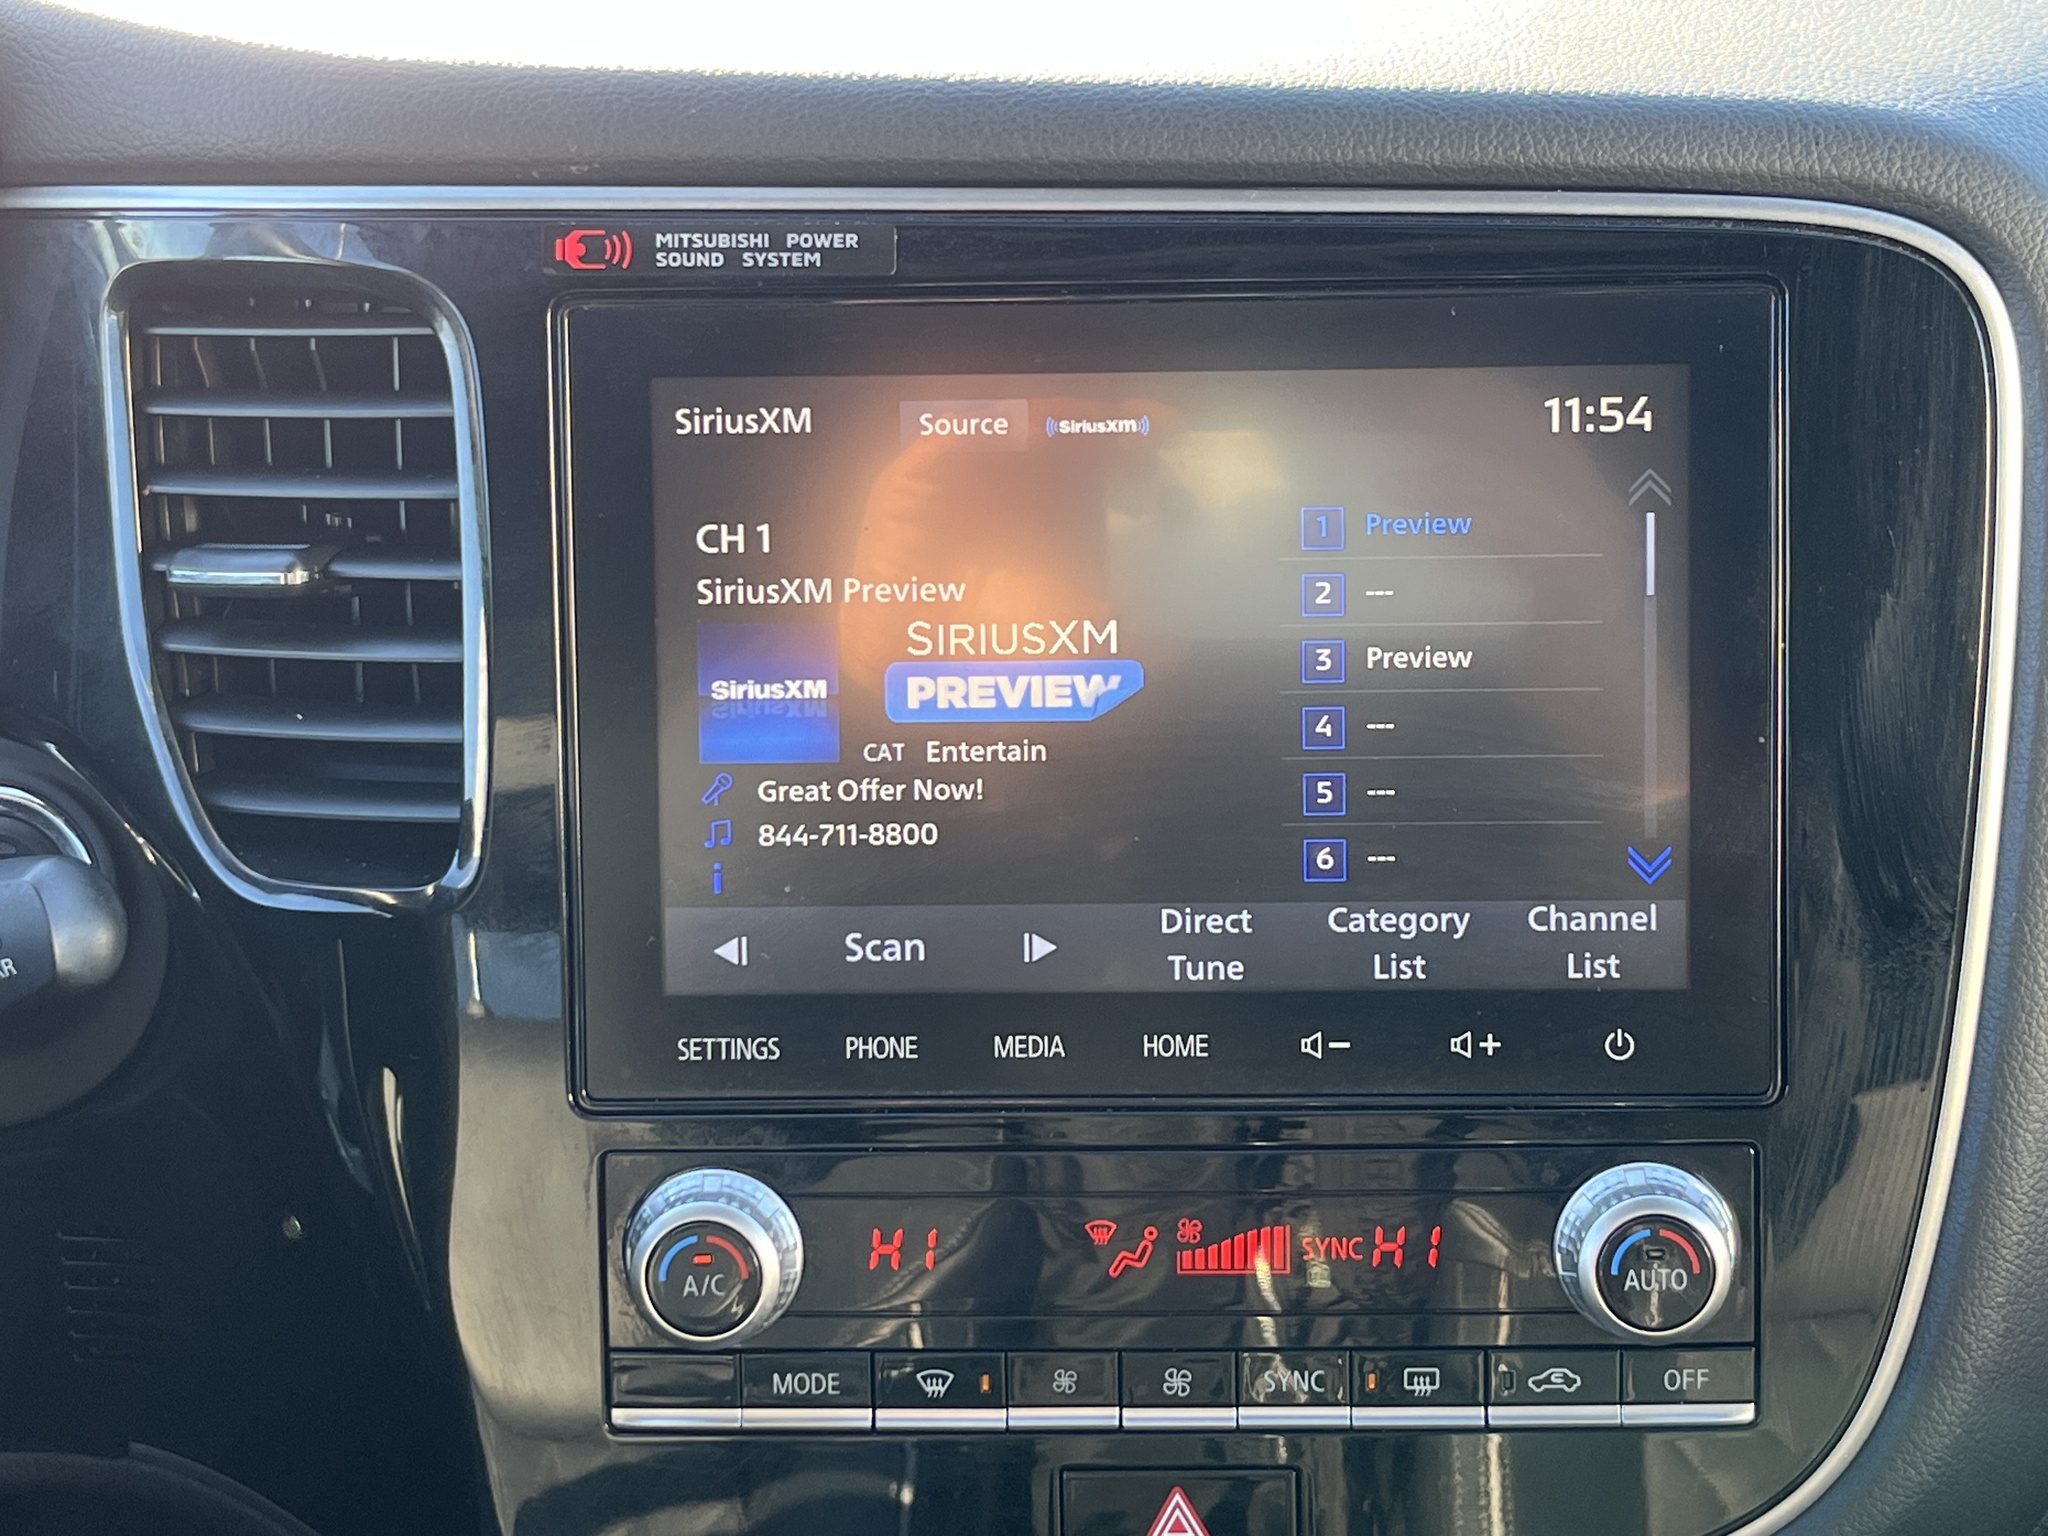 MITSUBISHI POWER
SOUND SYSTEM
SiriusXM
Source
((SiriusXM))
11:54
CH 1
SiriusXM Preview
SiriusXM
SIRIUSXM
PREVIEW
CAT Entertain
Great Offer Now!
844-711-8800
i
1 Preview
2 ---
3 Preview
4 ---
5 ---
6 ---
Scan
Direct
Tune
Category
List
Channel
List
SETTINGS
PHONE
MEDIA
HOME
-
+
A/C
HI
SYNC
HI
AUTO
MODE
SYNC
OFF